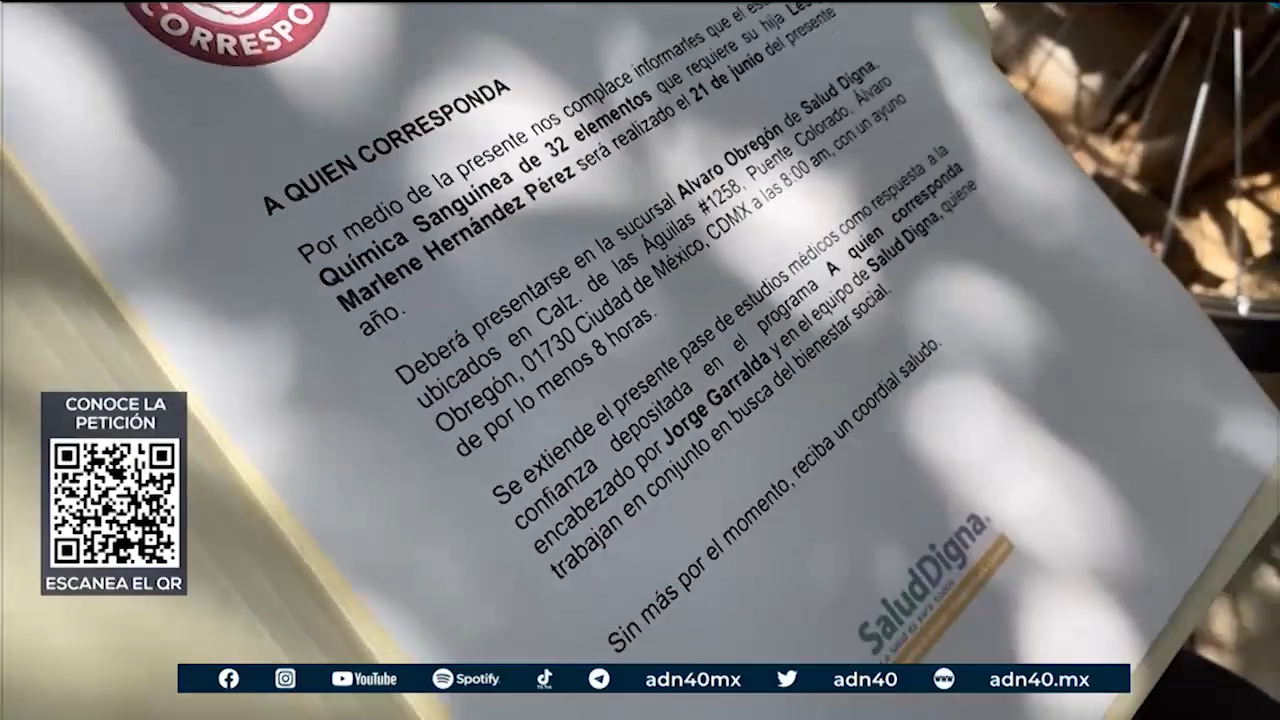 CORRESPO
A QUIEN CORRESPONDA
Por medio de la presente nos complace informarles que el
Química Sanguínea de 32 elementos que requiere su hija
Marlene Hernández Pérez será realizado el 21 de junio del presente
año.
Deberá presentarse en la sucursal Alvaro Obregón de Salud Digna,
ubicados en Calz. de las Águilas #1258, Puente Colorado, Álvaro
Obregón, 01730 Ciudad de México, CDMX a las 8:00 am, con un ayuno
de por lo menos 8 horas.
Se extiende el presente pase de estudios médicos como respuesta a la
confianza depositada en el programa A quien corresponda
encabezado por Jorge Garralda y en el equipo de Salud Digna, quiene
trabajan en conjunto en busca del bienestar social.
Sin más por el momento, reciba un coordial saludo.
SaludDigna
CONOCE LA
PETICIÓN
ESCANEA EL QR
YouTube Spotify adn40mx adn40 adn40.mx